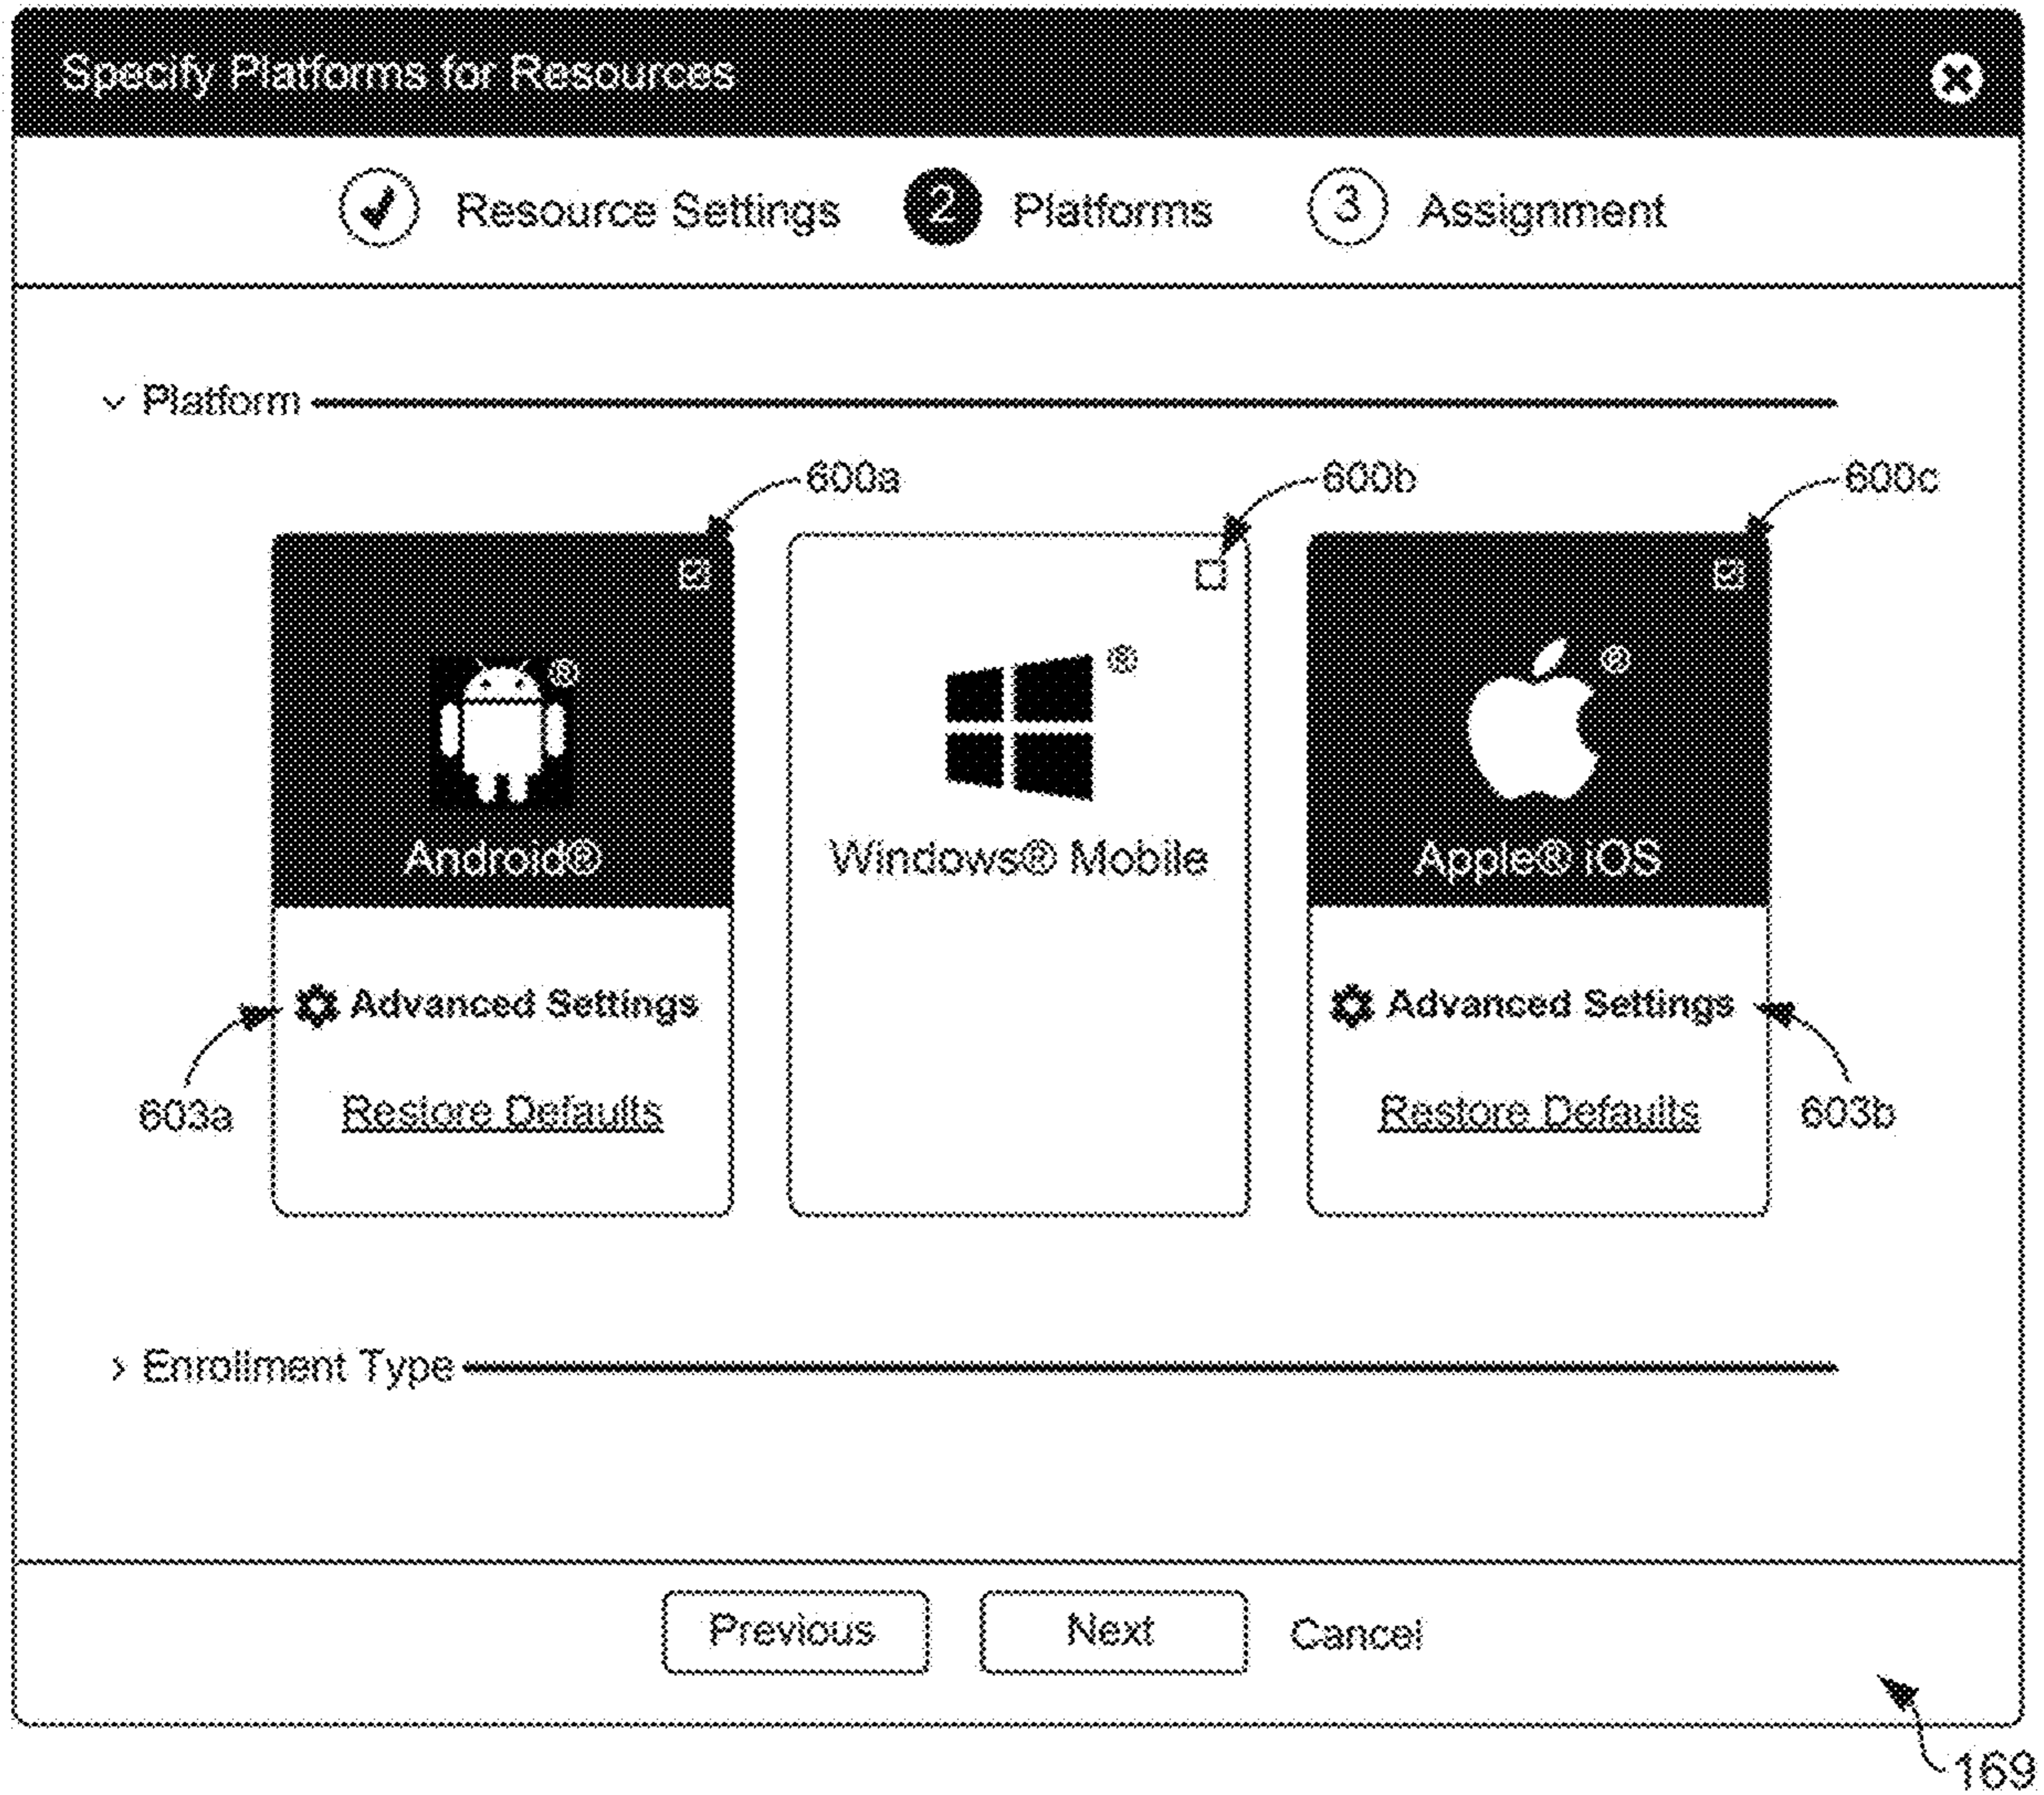 Specify Platforms for Resources
Resource Settings 2 Platforms 3 Assignment
Platform
600a 600b 600c
® ® ®
Android® Windows® Mobile Apple® iOS
Advanced Settings Advanced Settings
603a Restore Defaults Restore Defaults 603b
Enrollment Type
Previous Next Cancel
169